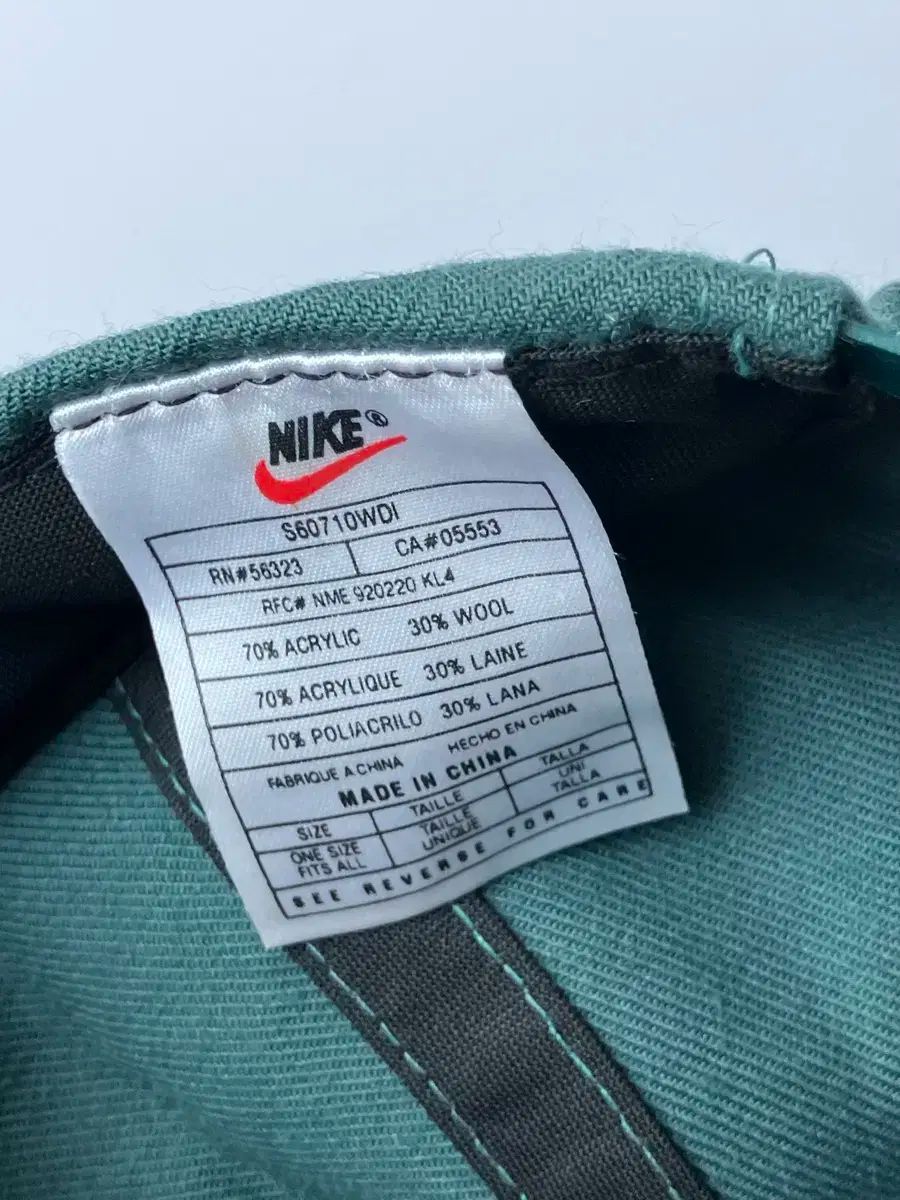 NIKE®
S60710WDI
RN#56323 CA#05553
RFC# NME 920220 KL4
70% ACRYLIC 30% WOOL
70% ACRYLIQUE 30% LAINE
70% POLIACRILO 30% LANA
FABRIQUE A CHINA HECHO EN CHINA
MADE IN CHINA
SIZE TAILLE TALLA
ONE SIZE TAILLE UNI
FITS ALL UNIQUE TALLA
SEE REVERSE FOR CARE